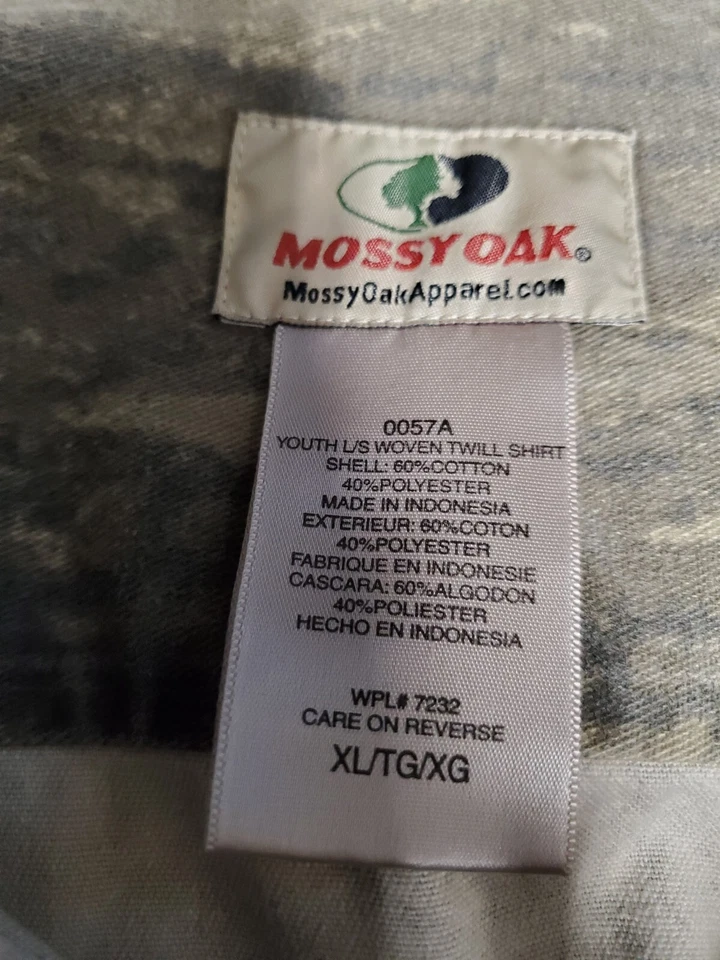 MOSSY OAK®
MossyOakApparel.com
0057A
YOUTH L/S WOVEN TWILL SHIRT
SHELL: 60%COTTON
40%POLYESTER
MADE IN INDONESIA
EXTERIEUR: 60%COTON
40%POLYESTER
FABRIQUE EN INDONESIE
CASCARA: 60%ALGODON
40%POLIESTER
HECHO EN INDONESIA
WPL# 7232
CARE ON REVERSE
XL/TG/XG